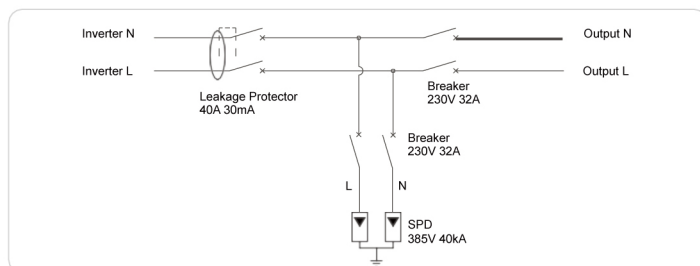 Inverter N
Output N
Inverter L
Output L
Leakage Protector
40A 30mA
Breaker
230V 32A
Breaker
230V 32A
L
N
SPD
385V 40kA